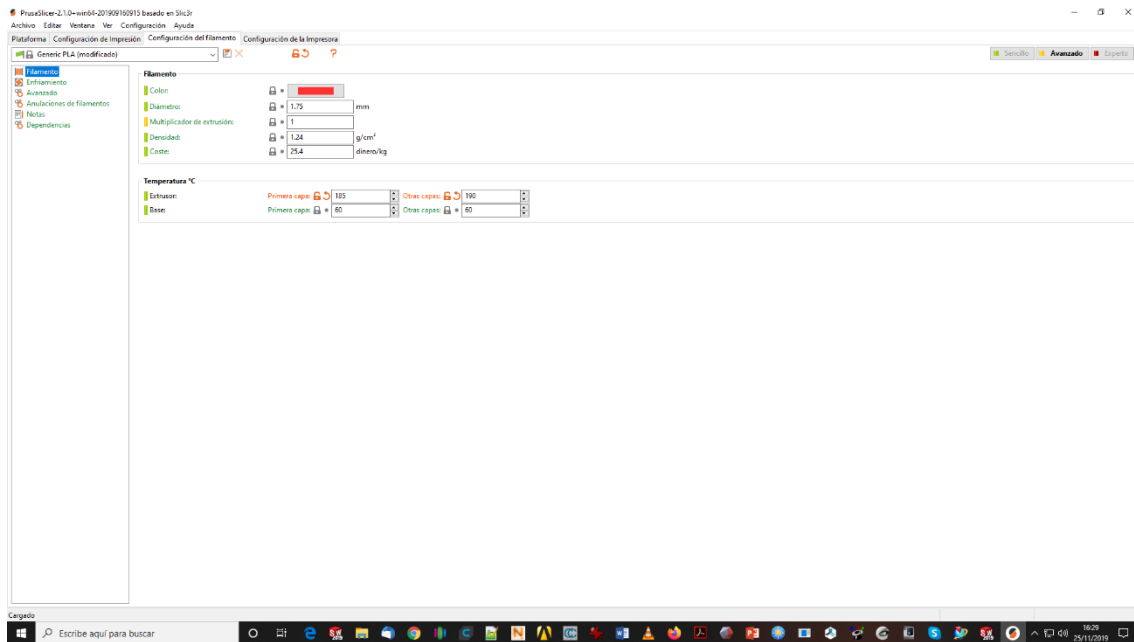 PrusaSlicer-2.1.0+win64-201909160915 basado en Slic3r
Archivo Editar Ventana Ver Configuración Ayuda
Plataforma Configuración de Impresión Configuración del filamento Configuración de la Impresora
Generic PLA (modificado)
? Sencillo Avanzado Experto
Filamento
Enfriamiento
Avanzado
Anulaciones de filamentos
Notas
Dependencias
Filamento
Color:
Diámetro: 1.75 mm
Multiplicador de extrusión: 1
Densidad: 1.24 g/cm³
Coste: 25.4 dinero/kg
Temperatura °C
Extrusor: Primera capa: 185 Otras capas: 190
Base: Primera capa: 60 Otras capas: 60
Cargado
Escribe aquí para buscar
16:29
25/11/2019